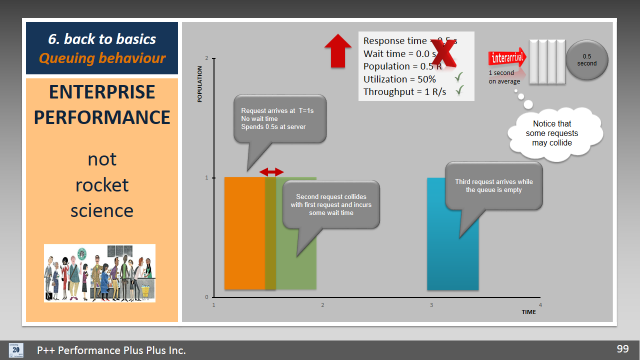 6. back to basics
Queuing behaviour
ENTERPRISE
PERFORMANCE
not
rocket
science
Response time = 0.5 s
Wait time = 0.0 s
Population = 0.5 R
Utilization = 50%
Throughput = 1 R/s
interarrival
1 second
on average
0.5
second
Notice that
some requests
may collide
POPULATION
2
1
0
Request arrives at T=1s
No wait time
Spends 0.5s at server
Second request collides
with first request and incurs
some wait time
Third request arrives while
the queue is empty
1
2
3
4
TIME
20
P++ Performance Plus Plus Inc.
99